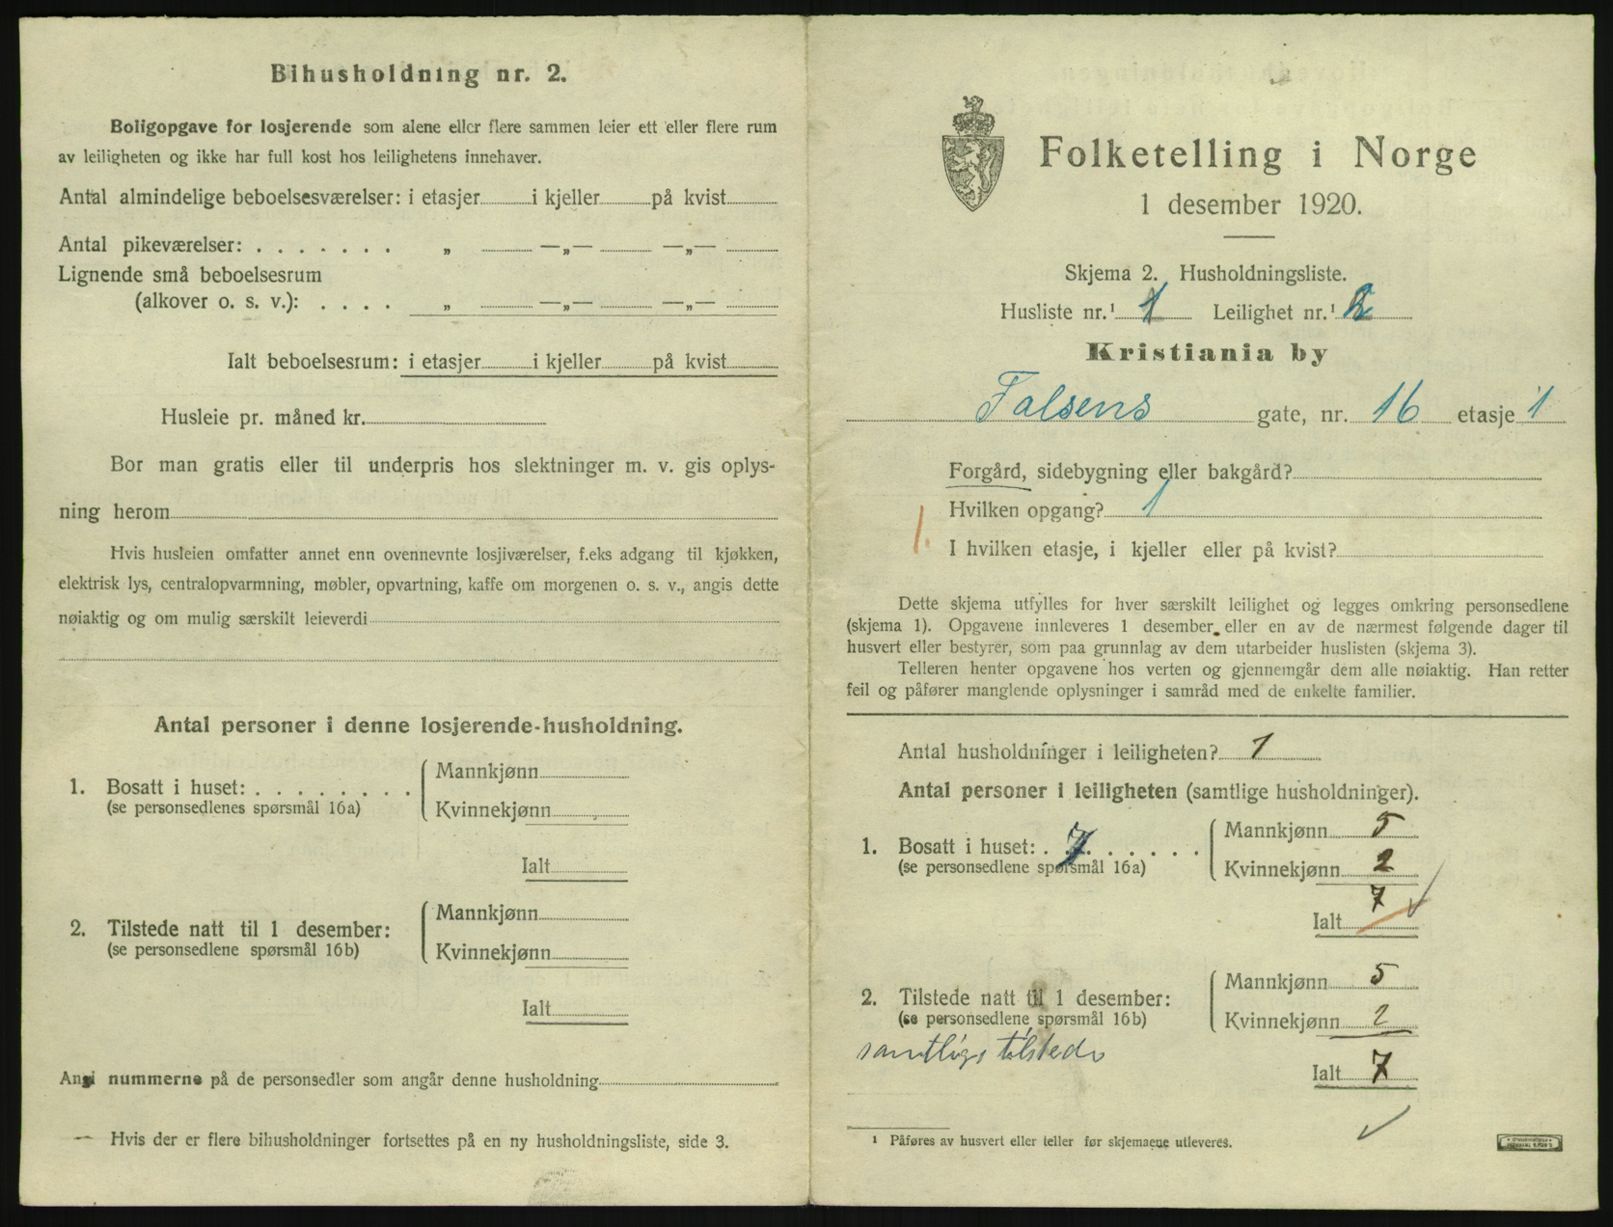 Bihusholdning nr. 2.
Boligopgave for losjerende som alene eller flere sammen leier ett eller flere rum
av leiligheten og ikke har full kost hos leilighetens innehaver.
Antal almindelige beboelsesværelser: i etasjer i kjeller på kvist
Antal pikeværelser: . . . . . . . „ —„— —„—
Lignende små beboelsesrum
(alkover o. s. v.): . . . . „ —„— —„—
Ialt beboelsesrum: i etasjer i kjeller på kvist
Husleie pr. måned kr.
Bor man gratis eller til underpris hos slektninger m. v. gis oplys-
ning herom
Hvis husleien omfatter annet enn ovennevnte losjiværelser, f.eks adgang til kjøkken,
elektrisk lys, centralopvarmning, møbler, opvartning, kaffe om morgenen o. s. v., angis dette
nøiaktig og om mulig særskilt leieverdi
Antal personer i denne losjerende-husholdning.
1. Bosatt i huset: . . . . . . . .
(se personsedlenes spørsmål 16a)
Mannkjønn
Kvinnekjønn
Ialt
2. Tilstede natt til 1 desember:
(se personsedlene spørsmål 16b)
Mannkjønn
Kvinnekjønn
Ialt
Angi nummerne på de personsedler som angår denne husholdning
— Hvis der er flere bihusholdninger fortsettes på en ny husholdningsliste, side 3.
Folketelling i Norge
1 desember 1920.
Skjema 2. Husholdningsliste.
Husliste nr.¹ 1 Leilighet nr.¹ 2
Kristiania by
Falsens gate, nr. 16 etasje 1
Forgård, sidebygning eller bakgård?
Hvilken opgang? 1
1. I hvilken etasje, i kjeller eller på kvist?
Dette skjema utfylles for hver særskilt leilighet og legges omkring personsedlene
(skjema 1). Opgavene innleveres 1 desember eller en av de nærmest følgende dager til
husvert eller bestyrer, som paa grunnlag av dem utarbeider huslisten (skjema 3).
Telleren henter opgavene hos verten og gjennemgår dem alle nøiaktig. Han retter
feil og påfører manglende oplysninger i samråd med de enkelte familier.
Antal husholdninger i leiligheten? 1
Antal personer i leiligheten (samtlige husholdninger).
1. Bosatt i huset: 7
(se personsedlene spørsmål 16a)
Mannkjønn 5
Kvinnekjønn 2
Ialt 7
2. Tilstede natt til 1 desember:
(se personsedlene spørsmål 16b)
samtlige tilstede
Mannkjønn 5
Kvinnekjønn 2
Ialt 7
¹ Påføres av husvert eller teller før skjemaene utleveres.